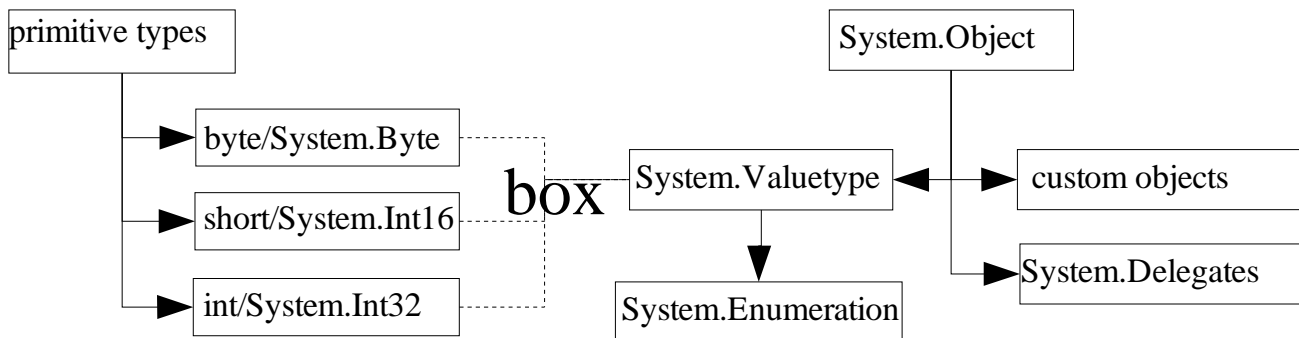 primitive types
System.Object
byte/System.Byte
box
System.Valuetype
custom objects
short/System.Int16
System.Delegates
int/System.Int32
System.Enumeration